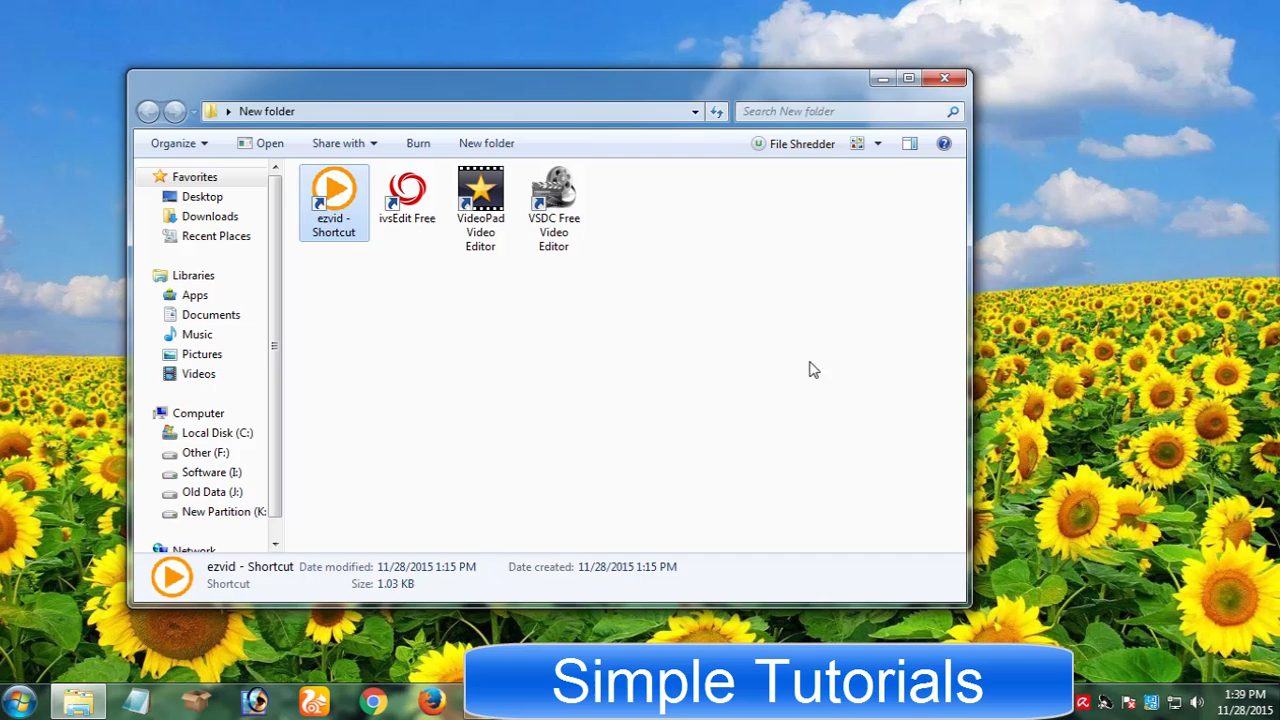 New folder
Search New folder
Organize
Open
Share with
Burn
New folder
File Shredder
Favorites
Desktop
Downloads
Recent Places
Libraries
Apps
Documents
Music
Pictures
Videos
Computer
Local Disk (C:)
Other (F:)
Software (I:)
Old Data (J:)
New Partition (K:
Network
ezvid -
Shortcut
ivsEdit Free
VideoPad
Video
Editor
VSDC Free
Video
Editor
ezvid - Shortcut Date modified: 11/28/2015 1:15 PM Date created: 11/28/2015 1:15 PM
Shortcut Size: 1.03 KB
Simple Tutorials
1:39 PM
11/28/2015